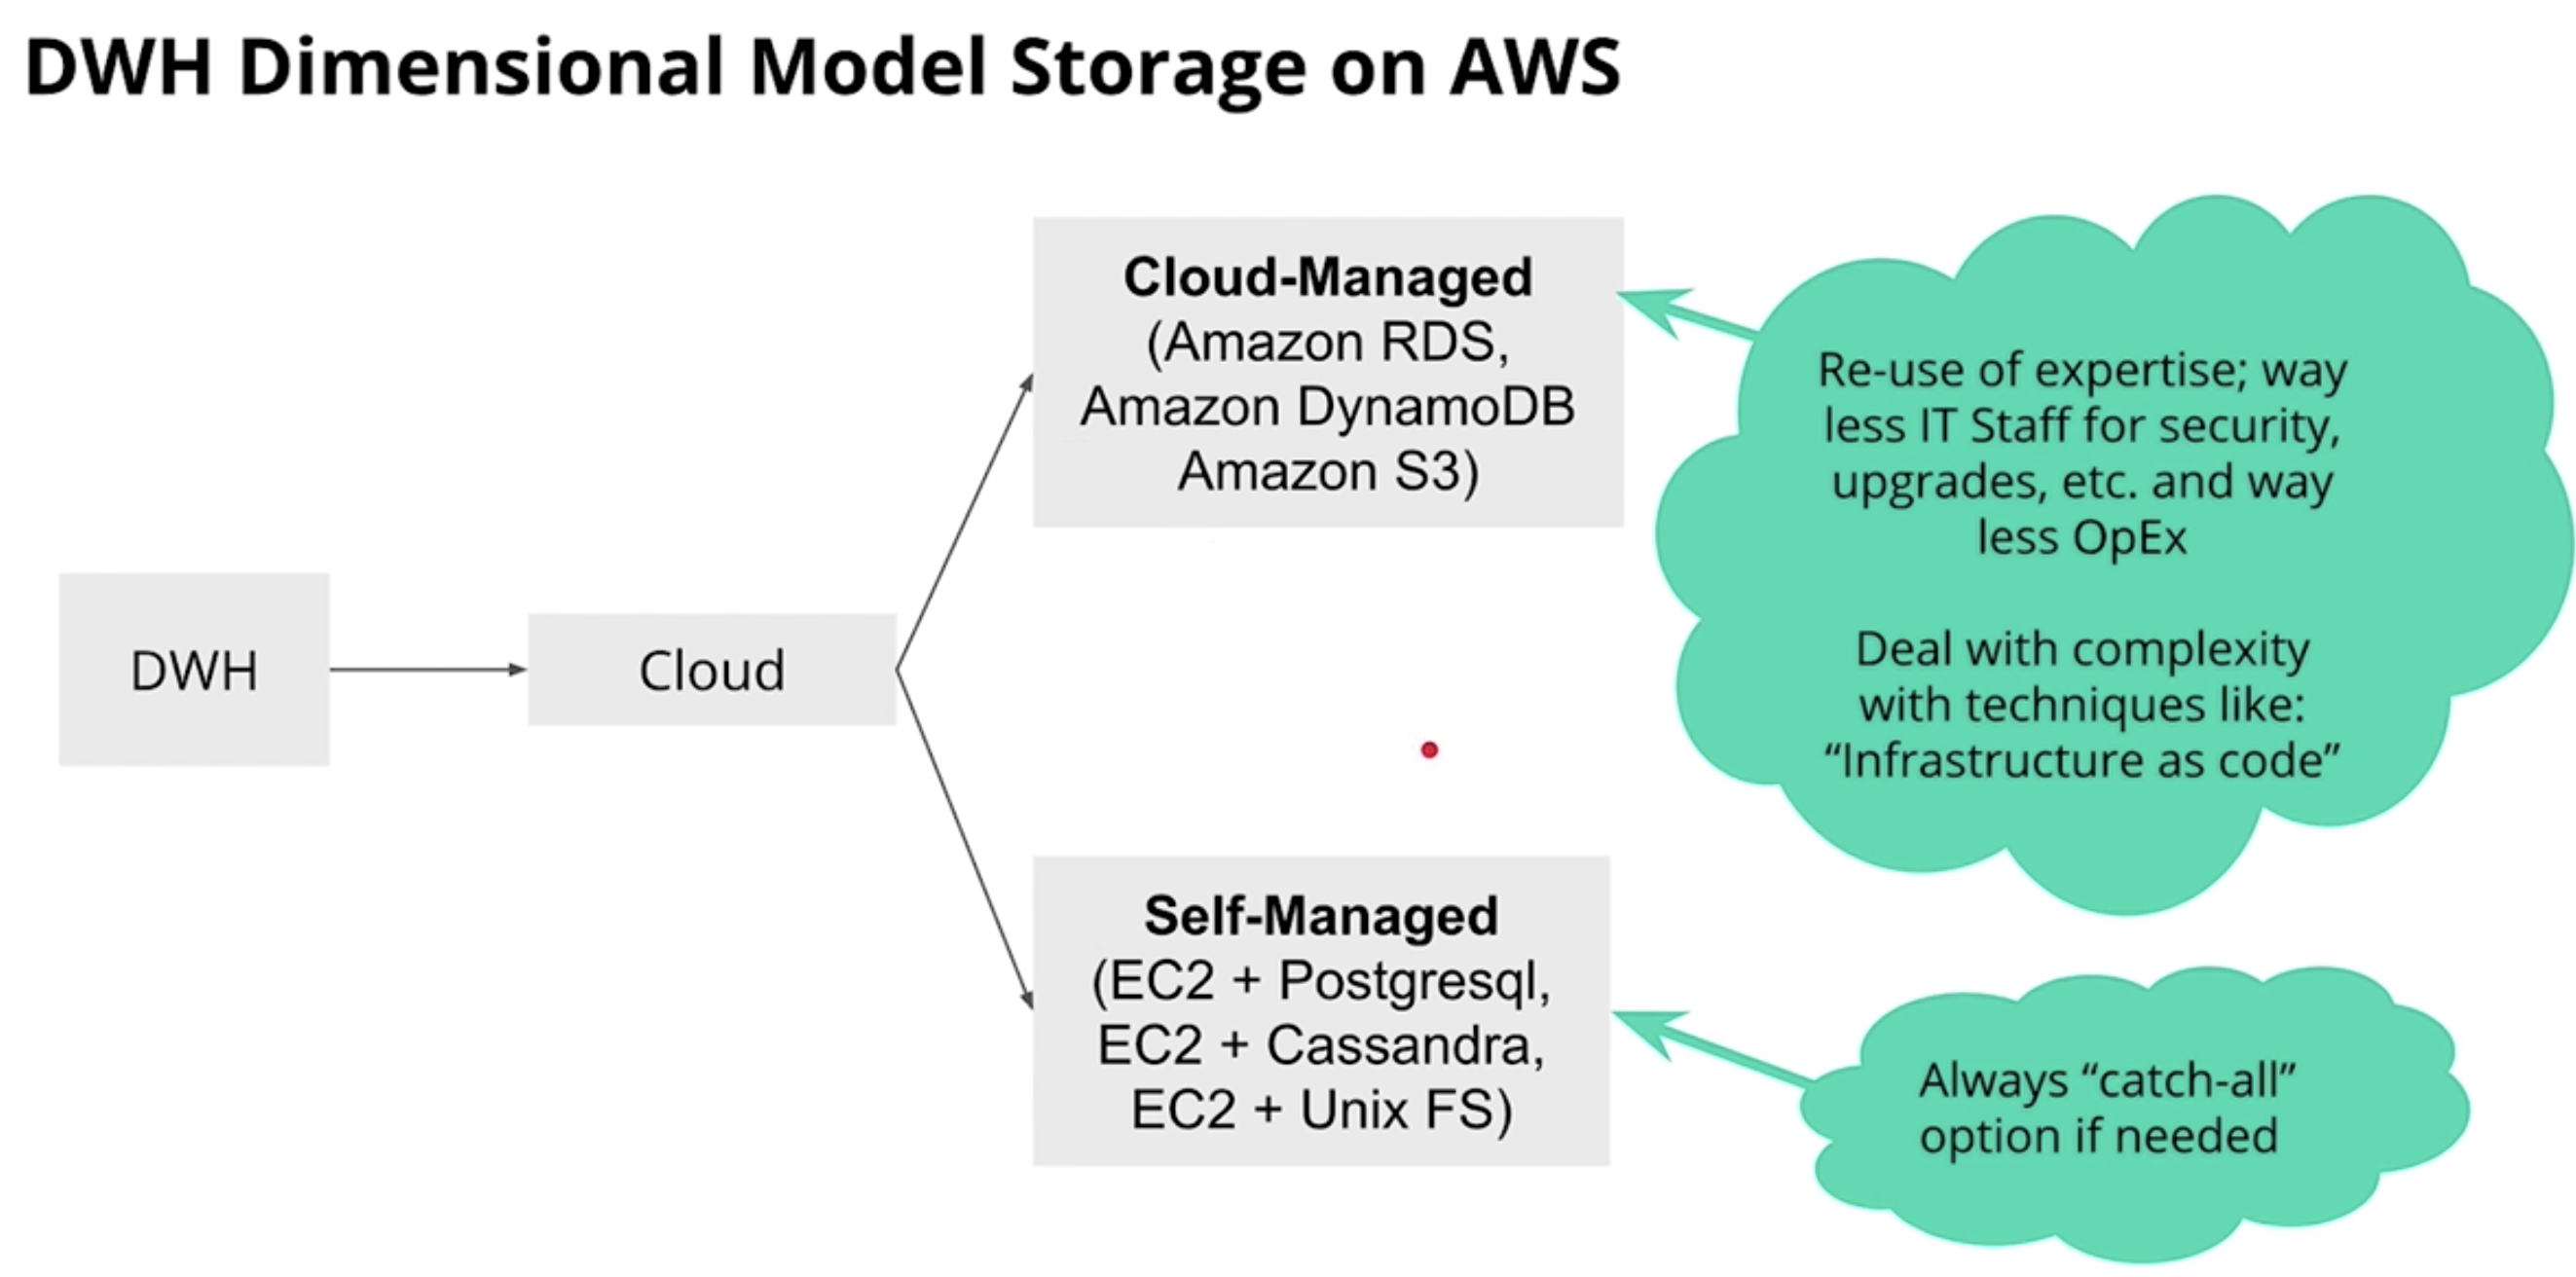 DWH Dimensional Model Storage on AWS
DWH
Cloud
Cloud-Managed
(Amazon RDS,
Amazon DynamoDB
Amazon S3)
Re-use of expertise; way
less IT Staff for security,
upgrades, etc. and way
less OpEx
Deal with complexity
with techniques like:
“Infrastructure as code”
Self-Managed
(EC2 + Postgresql,
EC2 + Cassandra,
EC2 + Unix FS)
Always “catch-all”
option if needed